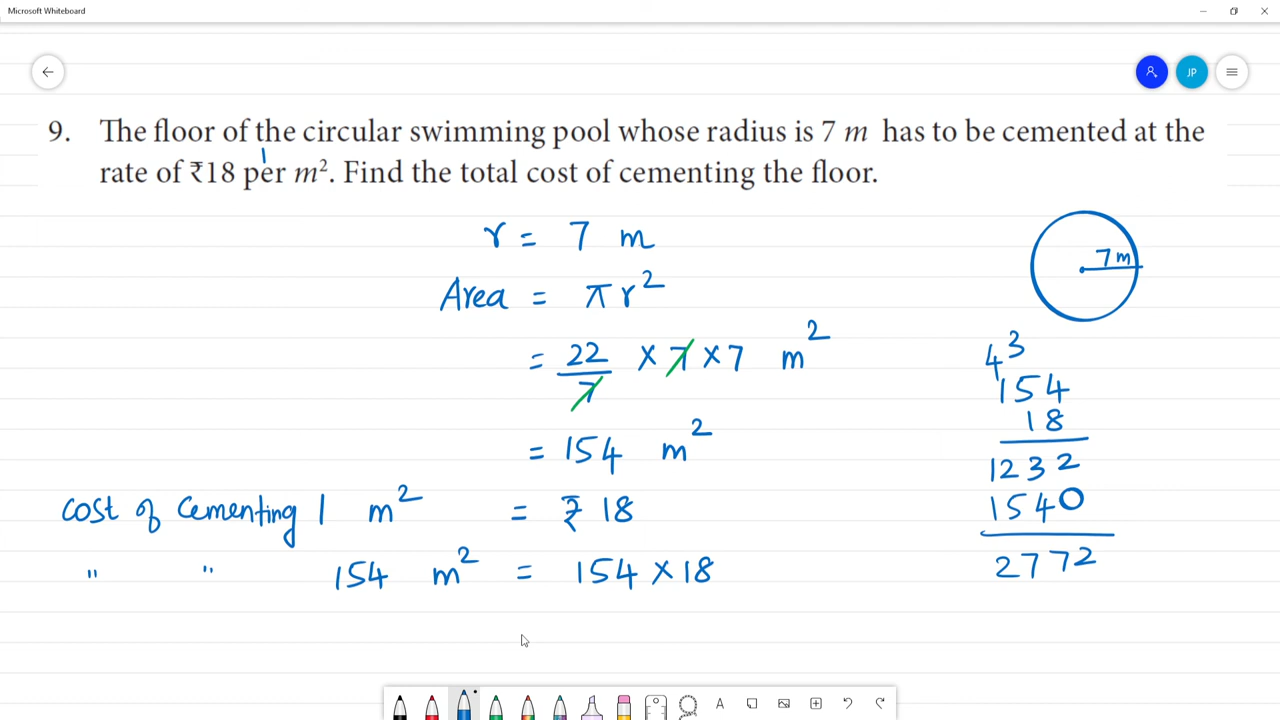 Microsoft Whiteboard
JP
9. The floor of the circular swimming pool whose radius is 7 m has to be cemented at the
1
rate of ₹18 per m². Find the total cost of cementing the floor.
r = 7 m
7 m
Area = πr²
= 22/7 × 7 × 7 m²
= 154 m²
Cost of Cementing 1 m² = ₹ 18
" " 154 m² = 154 × 18
4 3
154
18
1232
1540
2772
A